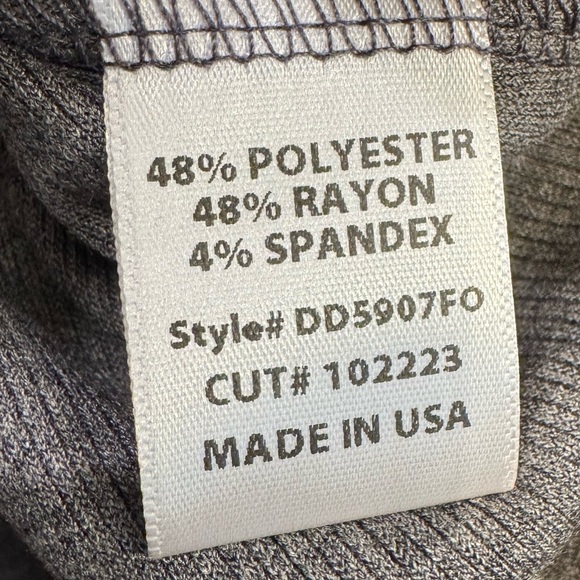 48% POLYESTER
48% RAYON
4% SPANDEX
Style# DD5907FO
CUT# 102223
MADE IN USA